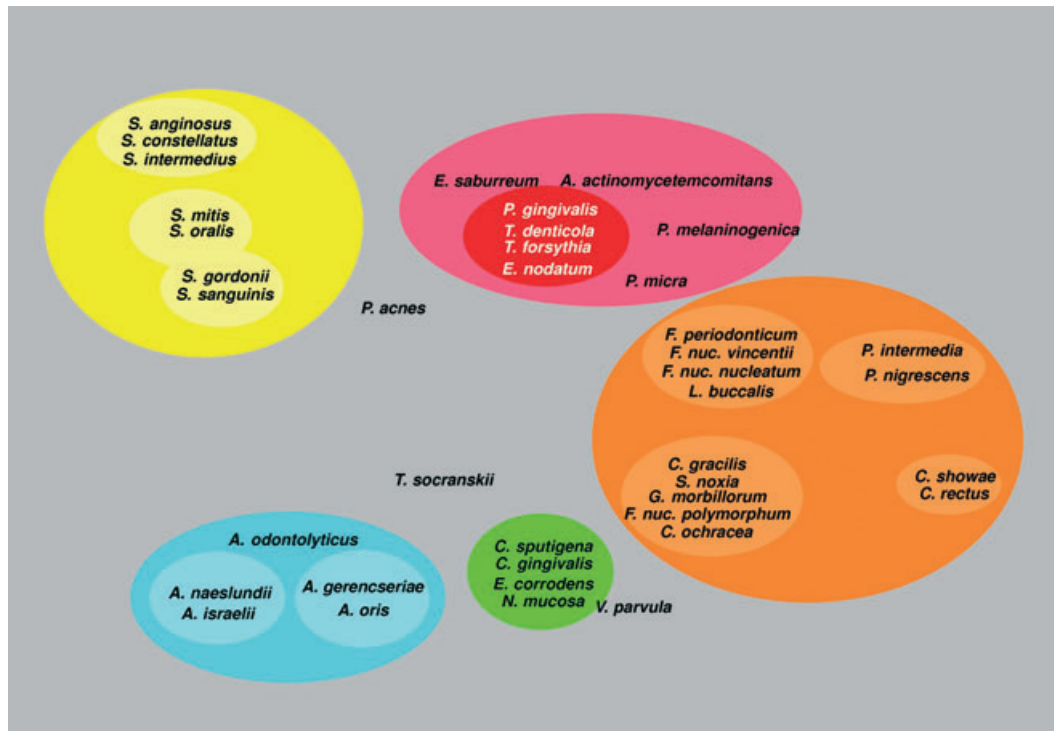 S. anginosus
S. constellatus
S. intermedius
S. mitis
S. oralis
S. gordonii
S. sanguinis
P. acnes
E. saburreum
A. actinomycetemcomitans
P. gingivalis
T. denticola
T. forsythia
E. nodatum
P. melaninogenica
P. micra
F. periodonticum
F. nuc. vincentii
F. nuc. nucleatum
L. buccalis
P. intermedia
P. nigrescens
C. gracilis
S. noxia
G. morbillorum
F. nuc. polymorphum
C. ochracea
C. showae
C. rectus
T. socranskii
A. odontolyticus
A. naeslundii
A. israelii
A. gerencseriae
A. oris
C. sputigena
C. gingivalis
E. corrodens
N. mucosa
V. parvula